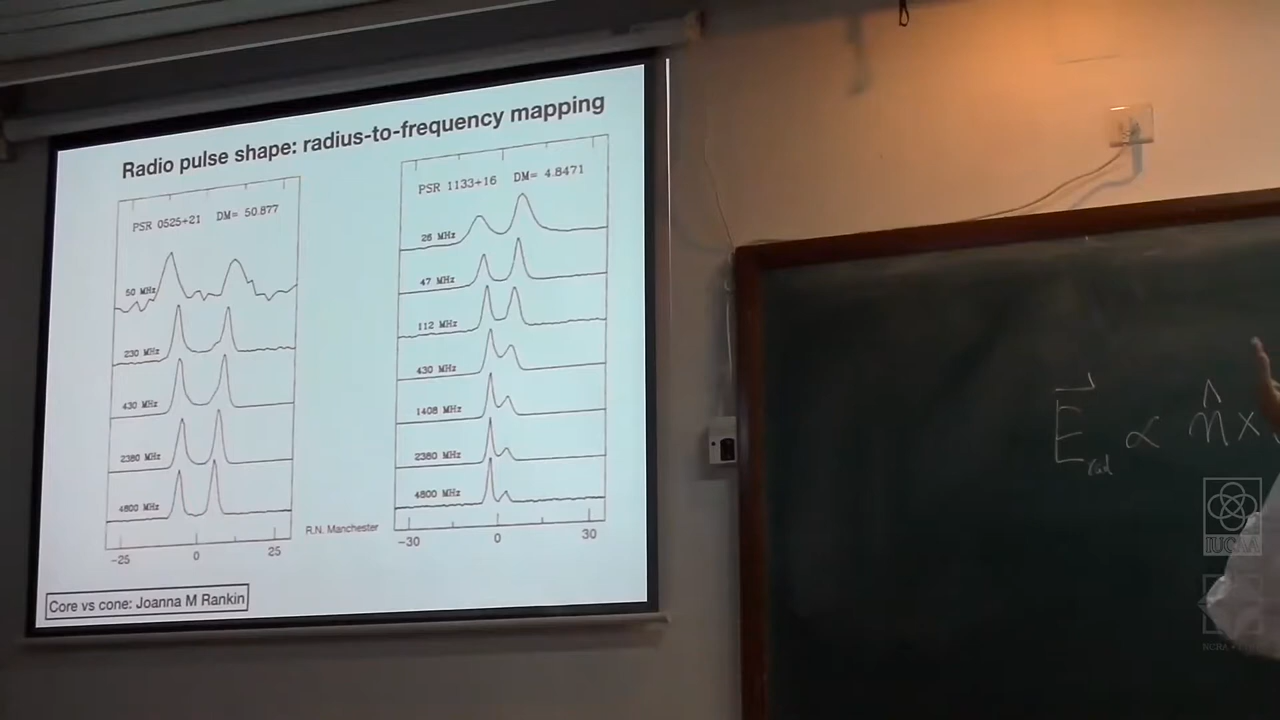 Radio pulse shape: radius-to-frequency mapping
PSR 0525+21 DM= 50.877
50 MHz
230 MHz
430 MHz
2380 MHz
4800 MHz
-25 0 25
PSR 1133+16 DM= 4.8471
26 MHz
47 MHz
112 MHz
430 MHz
1408 MHz
2380 MHz
4800 MHz
-30 0 30
R.N. Manchester
Core vs cone: Joanna M Rankin
E rad ∝ n̂ ×
IUCAA
NCRA